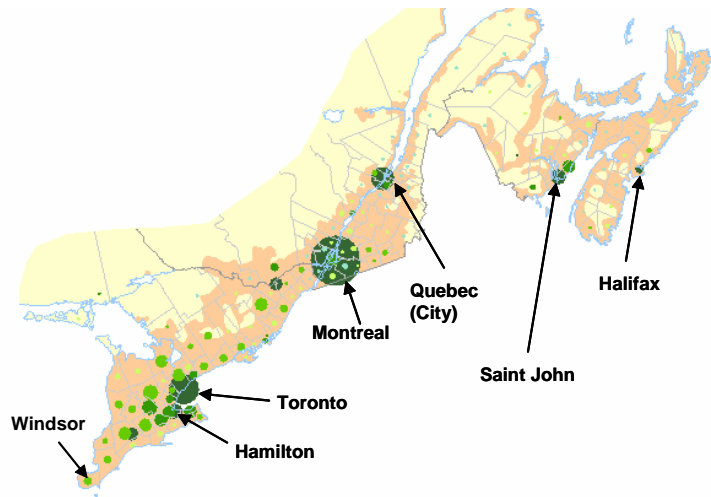 Quebec
(City)
Halifax
Montreal
Saint John
Toronto
Windsor
Hamilton